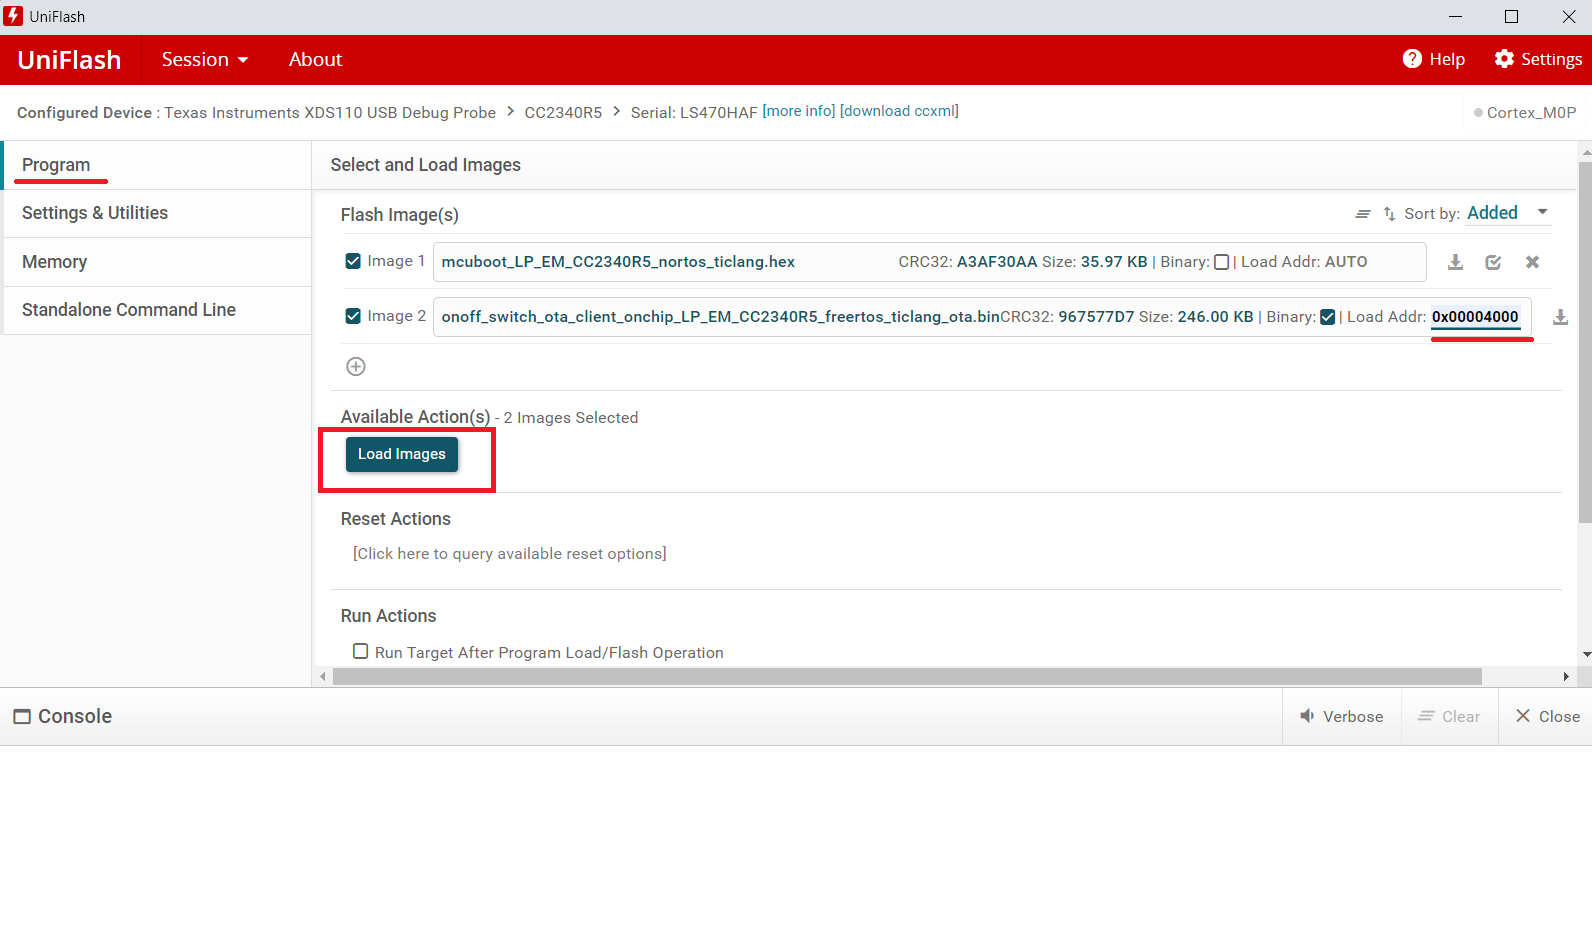 UniFlash
UniFlash Session About Help Settings
Configured Device : Texas Instruments XDS110 USB Debug Probe > CC2340R5 > Serial: LS470HAF [more info] [download ccxml] Cortex_M0P
Program
Settings & Utilities
Memory
Standalone Command Line
Select and Load Images
Flash Image(s) Sort by: Added
Image 1 mcuboot_LP_EM_CC2340R5_nortos_ticlang.hex CRC32: A3AF30AA Size: 35.97 KB | Binary: | Load Addr: AUTO
Image 2 onoff_switch_ota_client_onchip_LP_EM_CC2340R5_freertos_ticlang_ota.binCRC32: 967577D7 Size: 246.00 KB | Binary: | Load Addr: 0x00004000
Available Action(s) - 2 Images Selected
Load Images
Reset Actions
[Click here to query available reset options]
Run Actions
Run Target After Program Load/Flash Operation
Console Verbose Clear Close